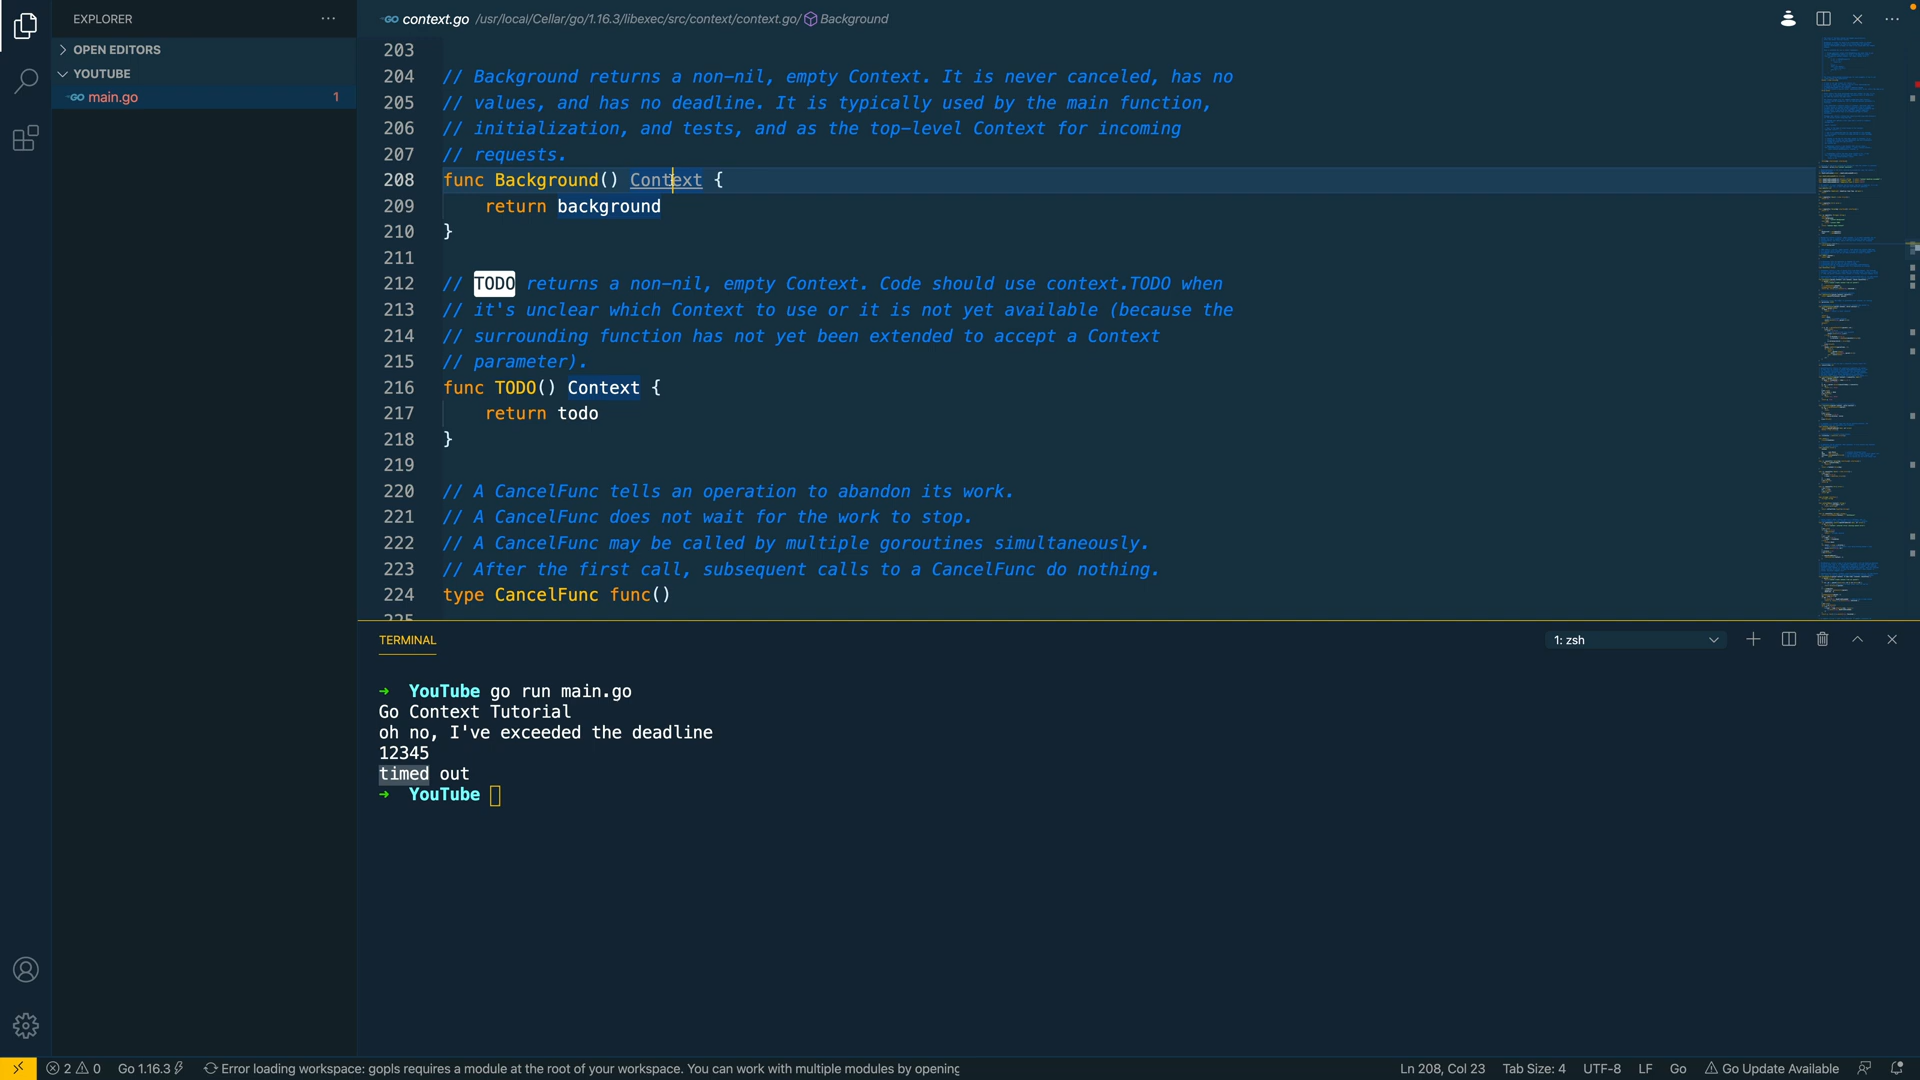 EXPLORER
OPEN EDITORS
YOUTUBE
GO main.go 1
GO context.go /usr/local/Cellar/go/1.16.3/libexec/src/context/context.go/ Background
203
204 // Background returns a non-nil, empty Context. It is never canceled, has no
205 // values, and has no deadline. It is typically used by the main function,
206 // initialization, and tests, and as the top-level Context for incoming
207 // requests.
208 func Background() Context {
209 return background
210 }
211
212 // TODO returns a non-nil, empty Context. Code should use context.TODO when
213 // it's unclear which Context to use or it is not yet available (because the
214 // surrounding function has not yet been extended to accept a Context
215 // parameter).
216 func TODO() Context {
217 return todo
218 }
219
220 // A CancelFunc tells an operation to abandon its work.
221 // A CancelFunc does not wait for the work to stop.
222 // A CancelFunc may be called by multiple goroutines simultaneously.
223 // After the first call, subsequent calls to a CancelFunc do nothing.
224 type CancelFunc func()
225
TERMINAL
1: zsh
➜ YouTube go run main.go
Go Context Tutorial
oh no, I've exceeded the deadline
12345
timed out
➜ YouTube
2 0 Go 1.16.3 Error loading workspace: gopls requires a module at the root of your workspace. You can work with multiple modules by opening Ln 208, Col 23 Tab Size: 4 UTF-8 LF Go Go Update Available